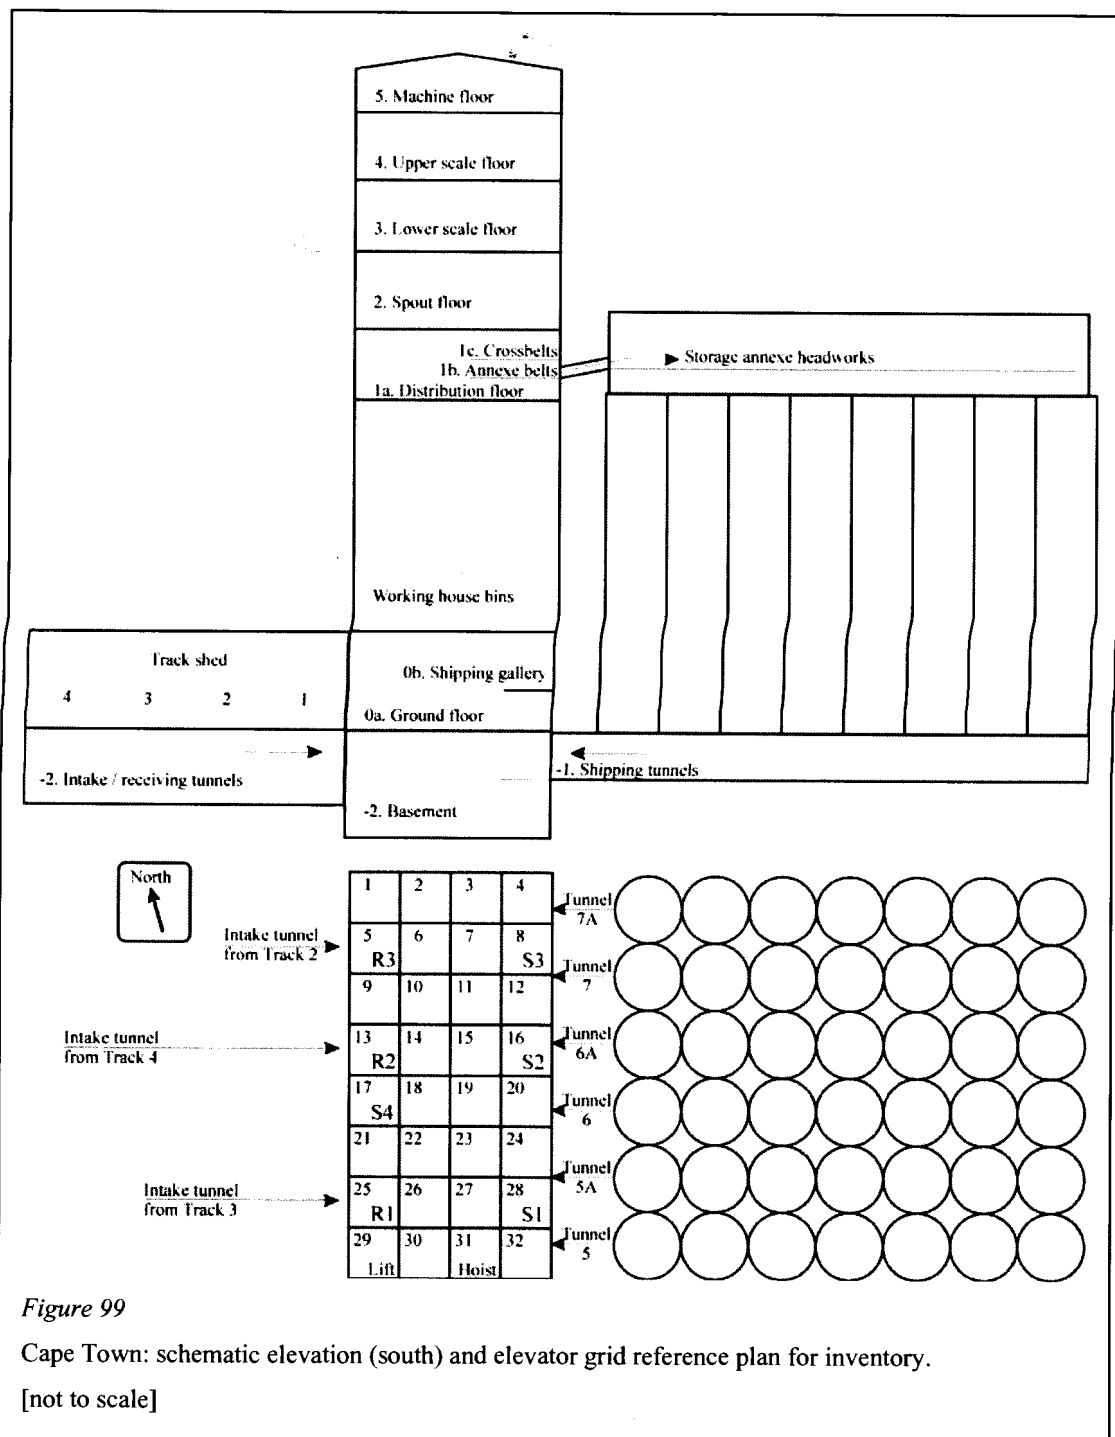 5. Machine floor
4. Upper scale floor
3. Lower scale floor
2. Spout floor
1c. Crossbelts
1b. Annexe belts
1a. Distribution floor
Storage annexe headworks
Working house bins
Track shed
4 3 2 1
0b. Shipping gallery
0a. Ground floor
-2. Intake / receiving tunnels
-1. Shipping tunnels
-2. Basement
North
1 2 3 4
Tunnel
7A
Intake tunnel
from Track 2
5 6 7 8
R3 S3
Tunnel
7
9 10 11 12
Intake tunnel
from Track 4
13 14 15 16
R2 S2
Tunnel
6A
17 18 19 20
S4
Tunnel
6
21 22 23 24
Tunnel
5A
Intake tunnel
from Track 3
25 26 27 28
R1 S1
29 30 31 32
Lift Hoist
Tunnel
5
Figure 99
Cape Town: schematic elevation (south) and elevator grid reference plan for inventory.
[not to scale]